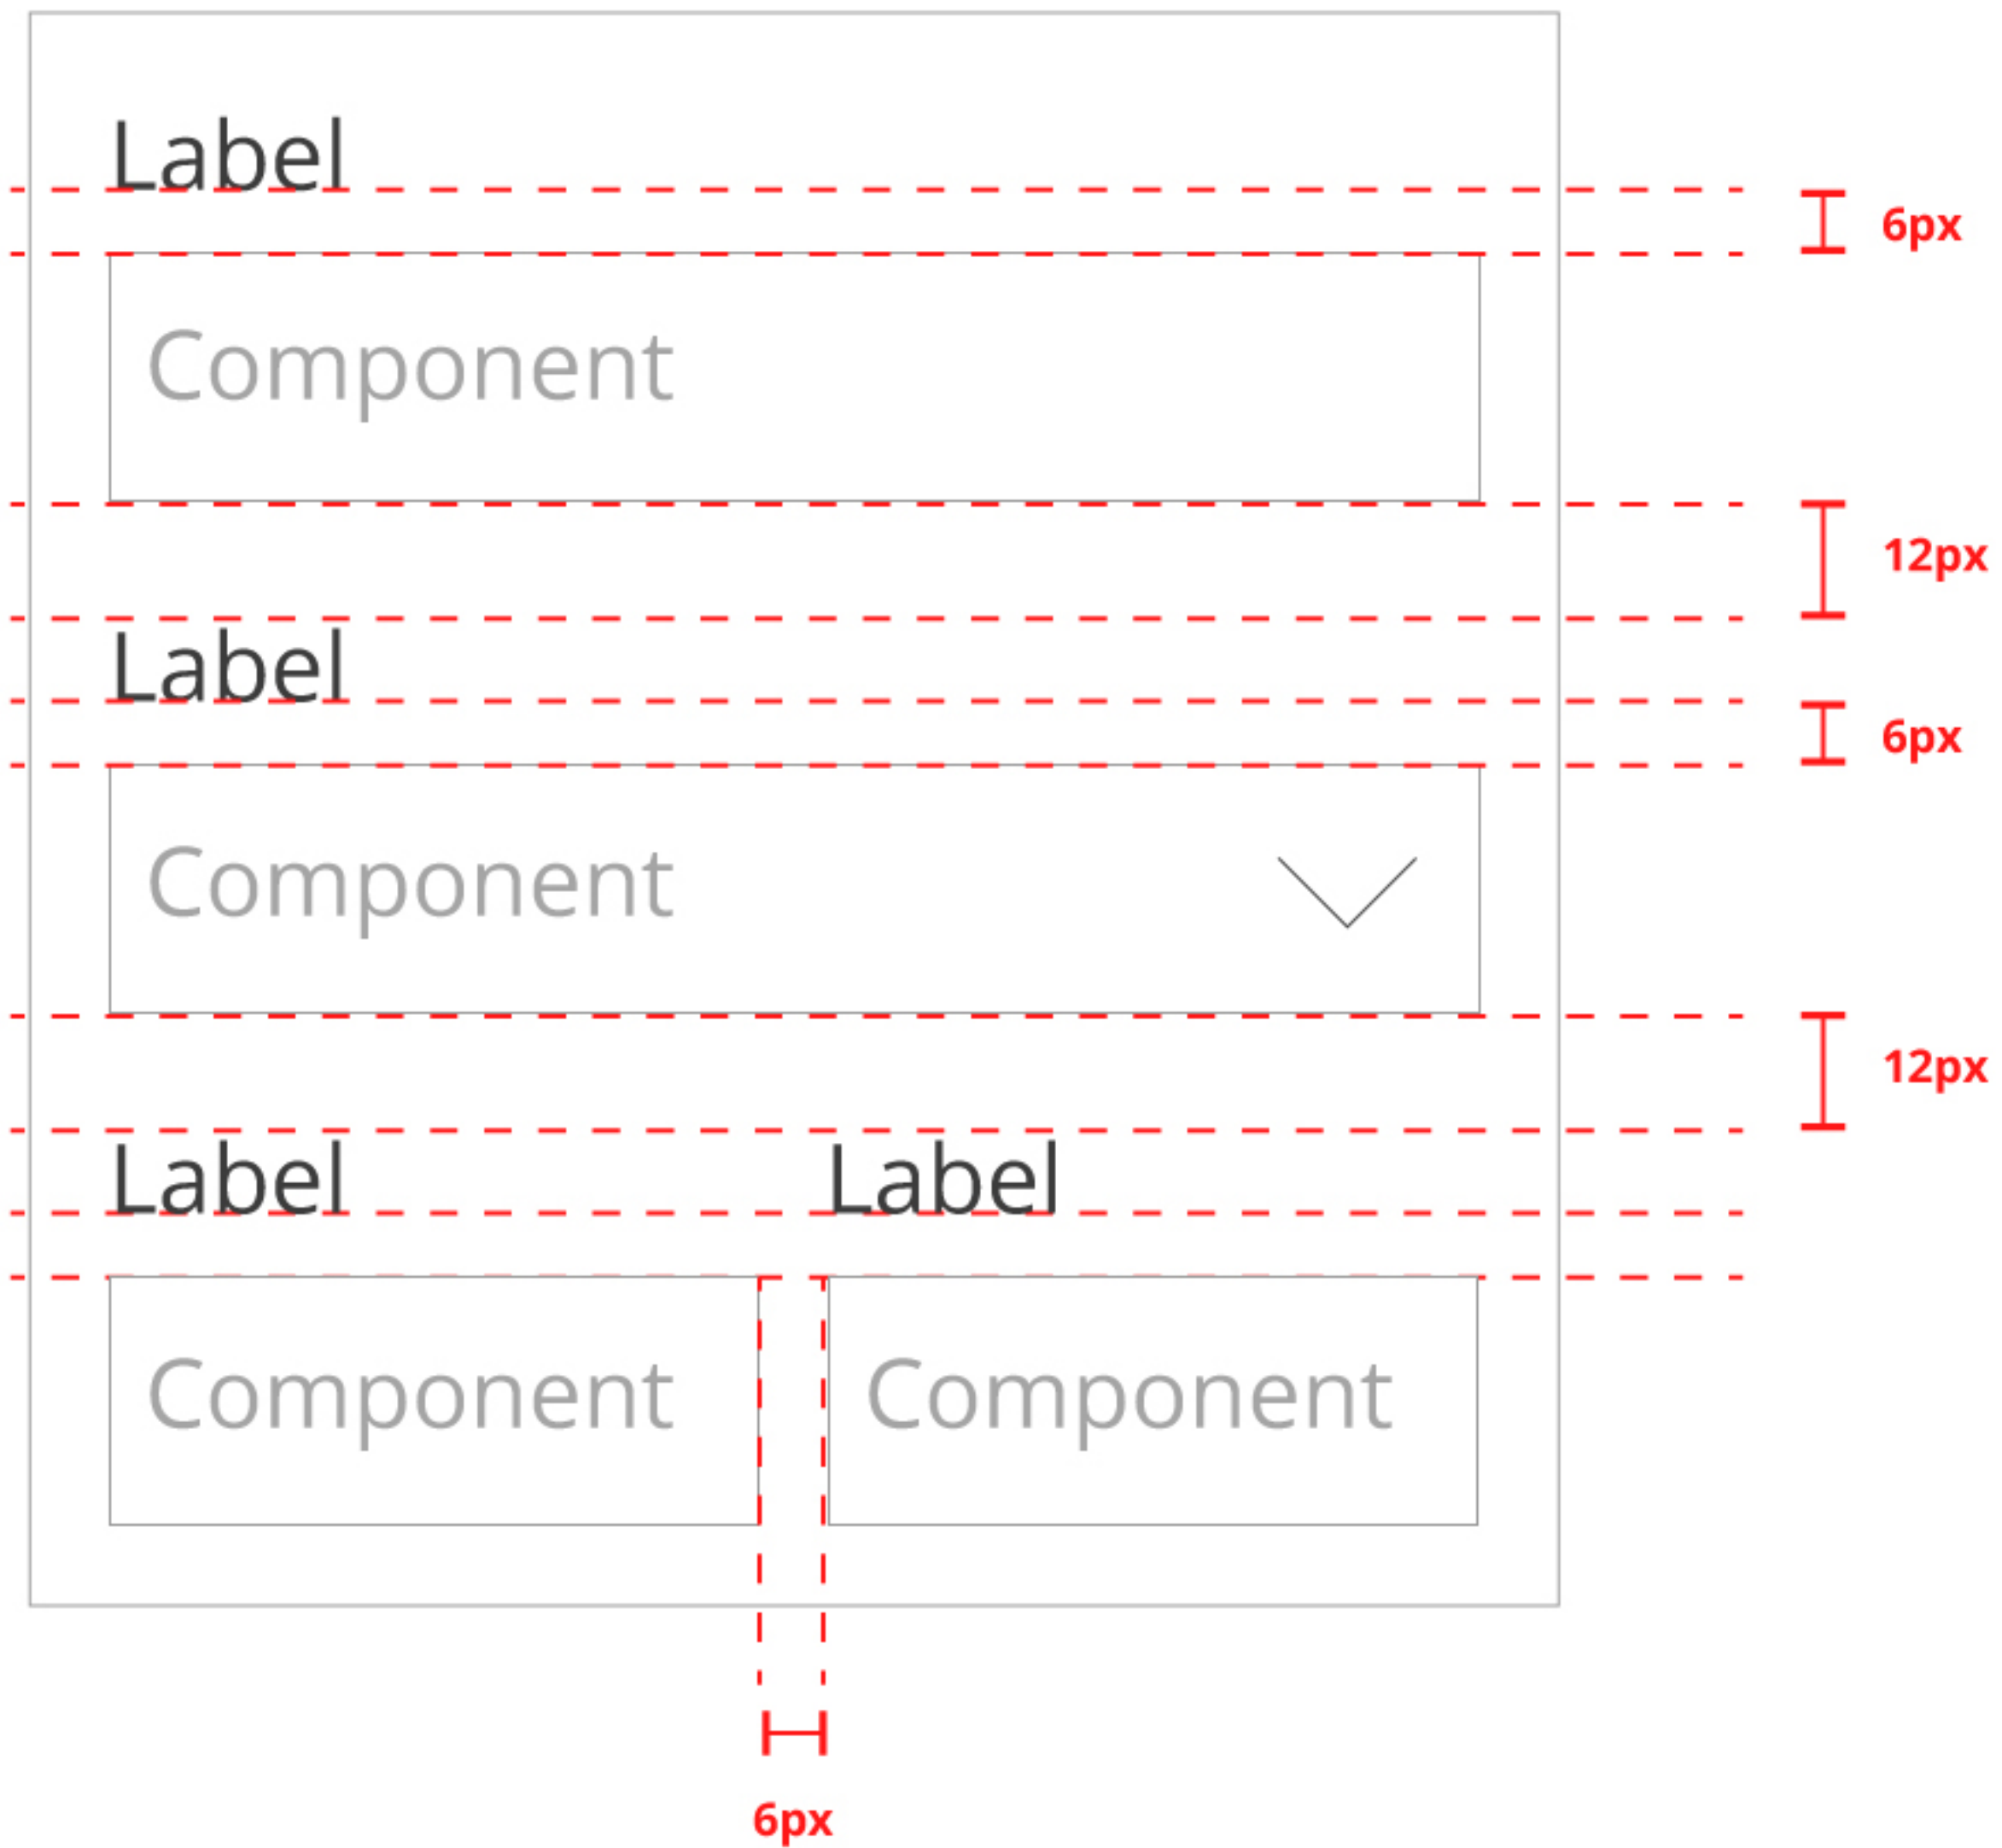 Label
6px
Component
12px
Label
6px
Component
12px
Label Label
Component Component
6px